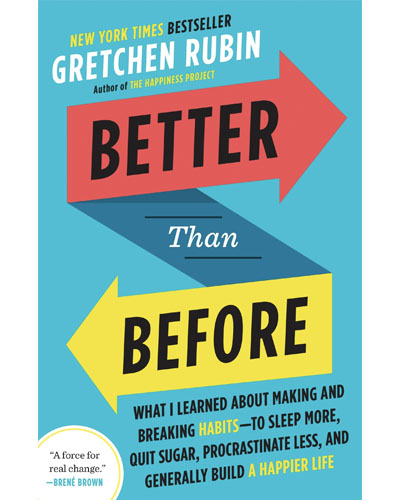 NEW YORK TIMES BESTSELLER
GRETCHEN RUBIN
Author of THE HAPPINESS PROJECT
BETTER
Than
BEFORE
WHAT I LEARNED ABOUT MAKING AND
BREAKING HABITS—TO SLEEP MORE,
QUIT SUGAR, PROCRASTINATE LESS, AND
GENERALLY BUILD A HAPPIER LIFE
"A force for
real change."
—BRENÉ BROWN